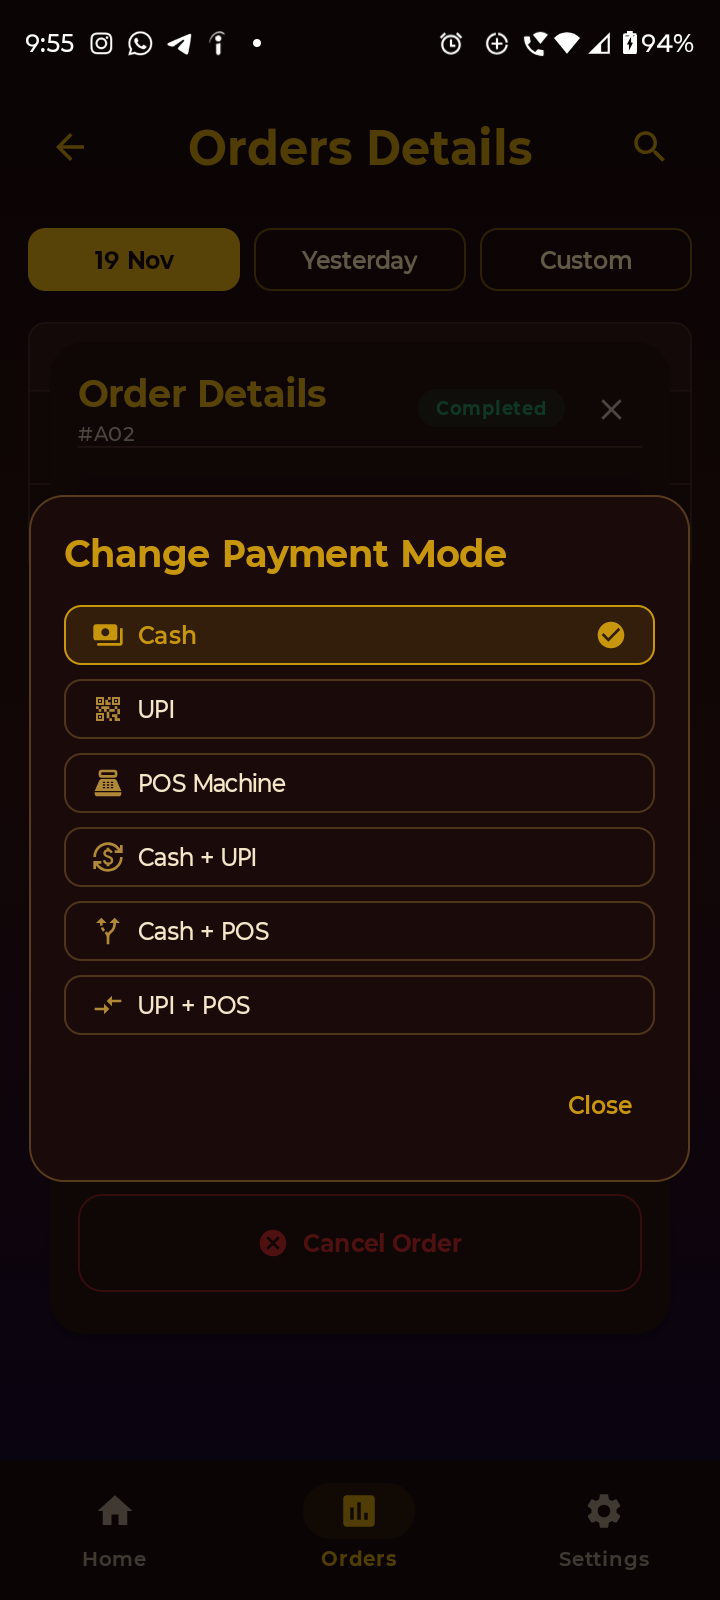 9:55
94%
Orders Details
19 Nov
Yesterday
Custom
Order Details
Completed
#A02
Change Payment Mode
Cash
UPI
POS Machine
Cash + UPI
Cash + POS
UPI + POS
Close
Cancel Order
Home
Orders
Settings